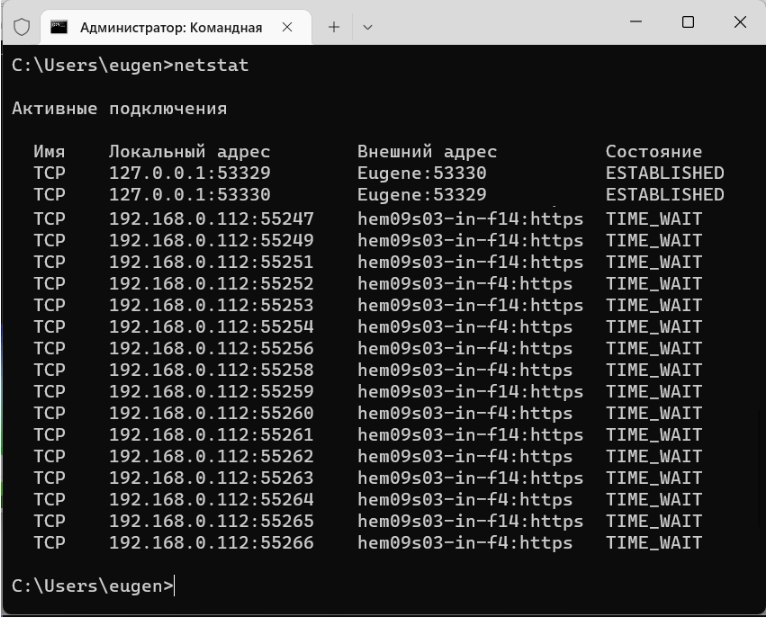 Администратор: Командная
C:\Users\eugen>netstat
Активные подключения
Имя Локальный адрес Внешний адрес Состояние
TCP 127.0.0.1:53329 Eugene:53330 ESTABLISHED
TCP 127.0.0.1:53330 Eugene:53329 ESTABLISHED
TCP 192.168.0.112:55247 hem09s03-in-f14:https TIME_WAIT
TCP 192.168.0.112:55249 hem09s03-in-f14:https TIME_WAIT
TCP 192.168.0.112:55251 hem09s03-in-f14:https TIME_WAIT
TCP 192.168.0.112:55252 hem09s03-in-f4:https TIME_WAIT
TCP 192.168.0.112:55253 hem09s03-in-f14:https TIME_WAIT
TCP 192.168.0.112:55254 hem09s03-in-f4:https TIME_WAIT
TCP 192.168.0.112:55256 hem09s03-in-f4:https TIME_WAIT
TCP 192.168.0.112:55258 hem09s03-in-f4:https TIME_WAIT
TCP 192.168.0.112:55259 hem09s03-in-f14:https TIME_WAIT
TCP 192.168.0.112:55260 hem09s03-in-f4:https TIME_WAIT
TCP 192.168.0.112:55261 hem09s03-in-f14:https TIME_WAIT
TCP 192.168.0.112:55262 hem09s03-in-f4:https TIME_WAIT
TCP 192.168.0.112:55263 hem09s03-in-f14:https TIME_WAIT
TCP 192.168.0.112:55264 hem09s03-in-f4:https TIME_WAIT
TCP 192.168.0.112:55265 hem09s03-in-f14:https TIME_WAIT
TCP 192.168.0.112:55266 hem09s03-in-f4:https TIME_WAIT
C:\Users\eugen>